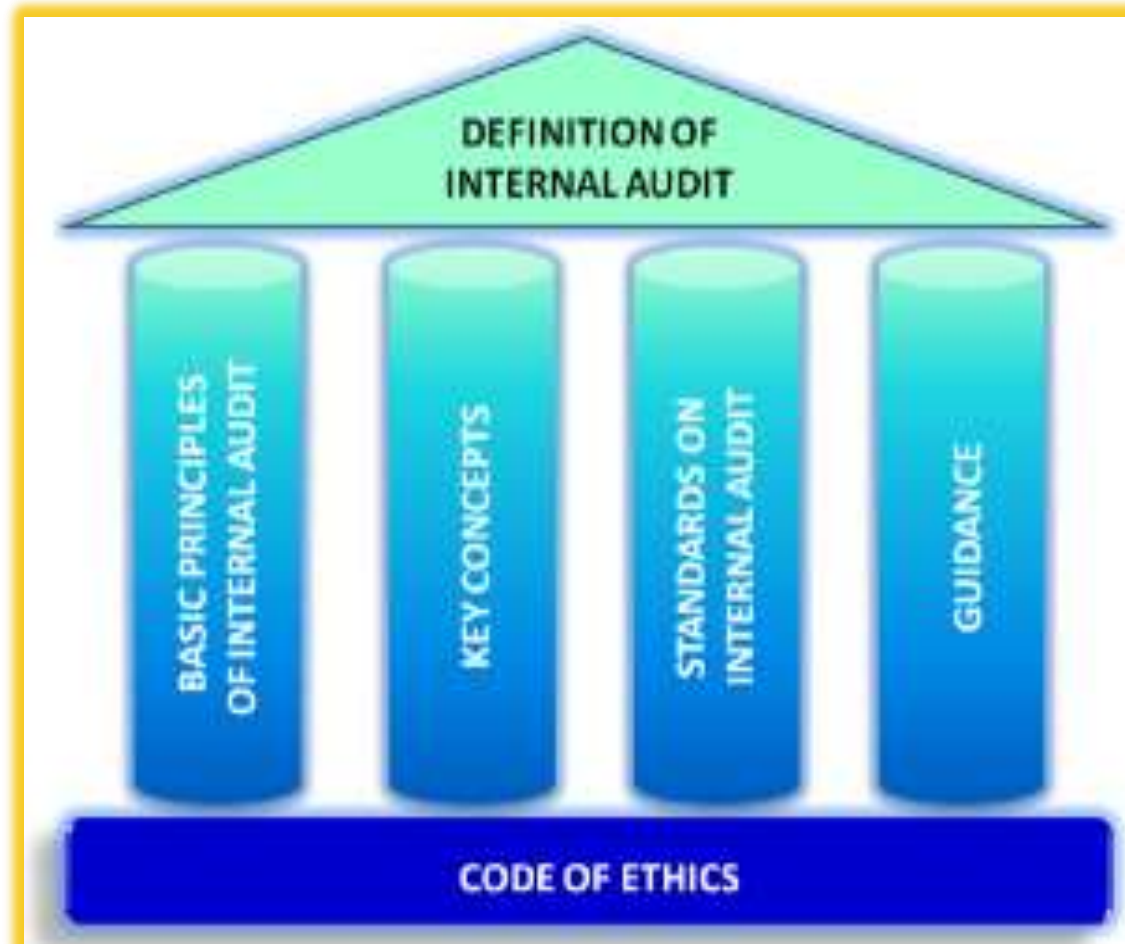 DEFINITION OF
INTERNAL AUDIT
BASIC PRINCIPLES
OF INTERNAL AUDIT
KEY CONCEPTS
STANDARDS ON
INTERNAL AUDIT
GUIDANCE
CODE OF ETHICS